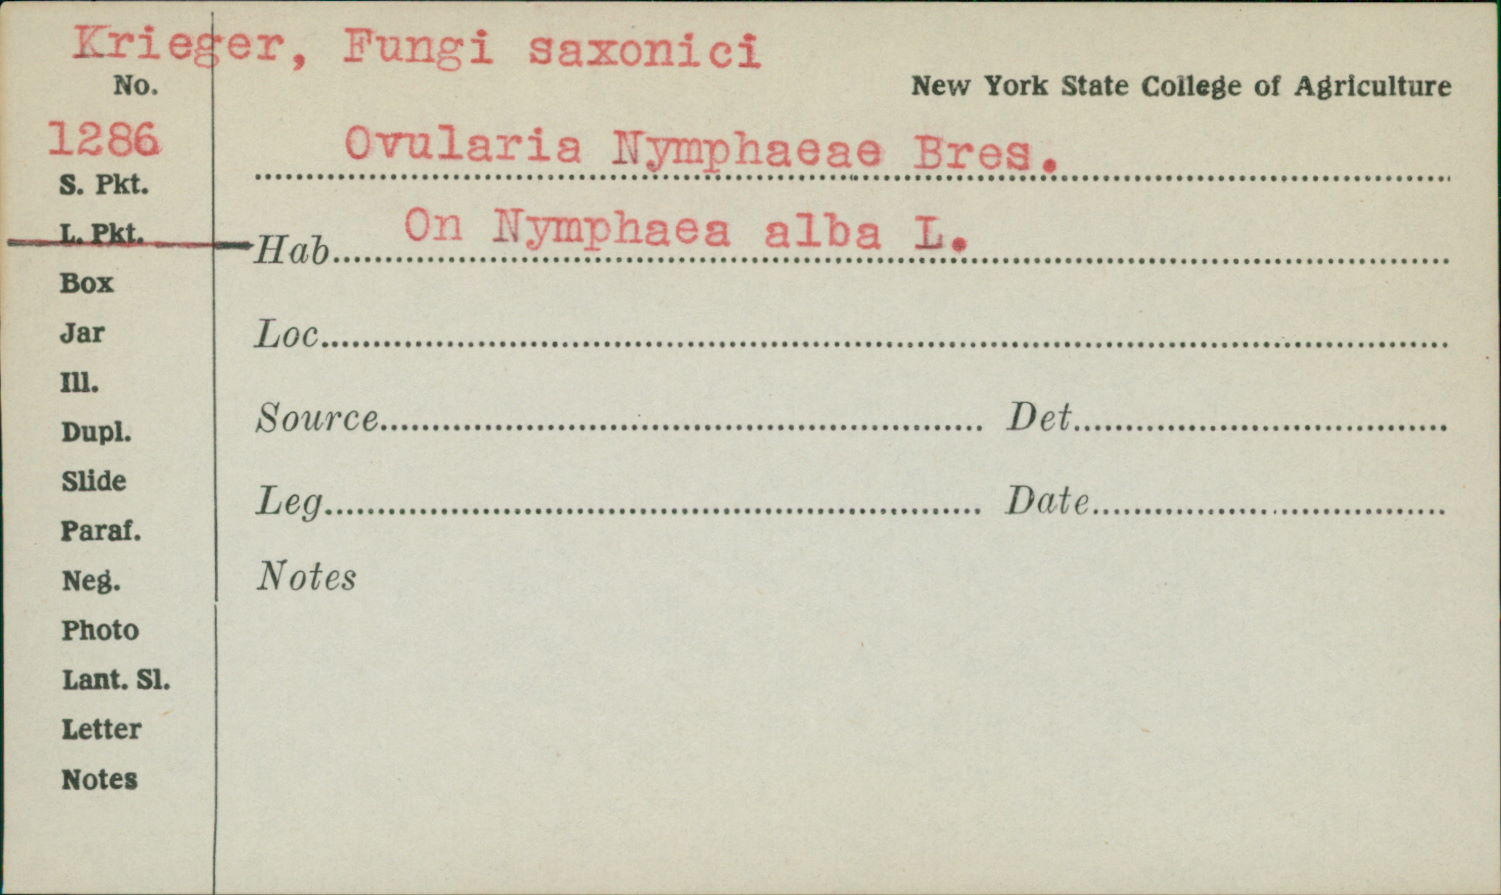 Krieger, Fungi saxonici
No.
New York State College of Agriculture
1286
Ovularia Nymphaeae Bres.
S. Pkt.
L. Pkt.
Hab. On Nymphaea alba L.
Box
Jar
Loc.
Ill.
Source. Det.
Dupl.
Slide
Leg. Date.
Paraf.
Neg.
Notes
Photo
Lant. Sl.
Letter
Notes